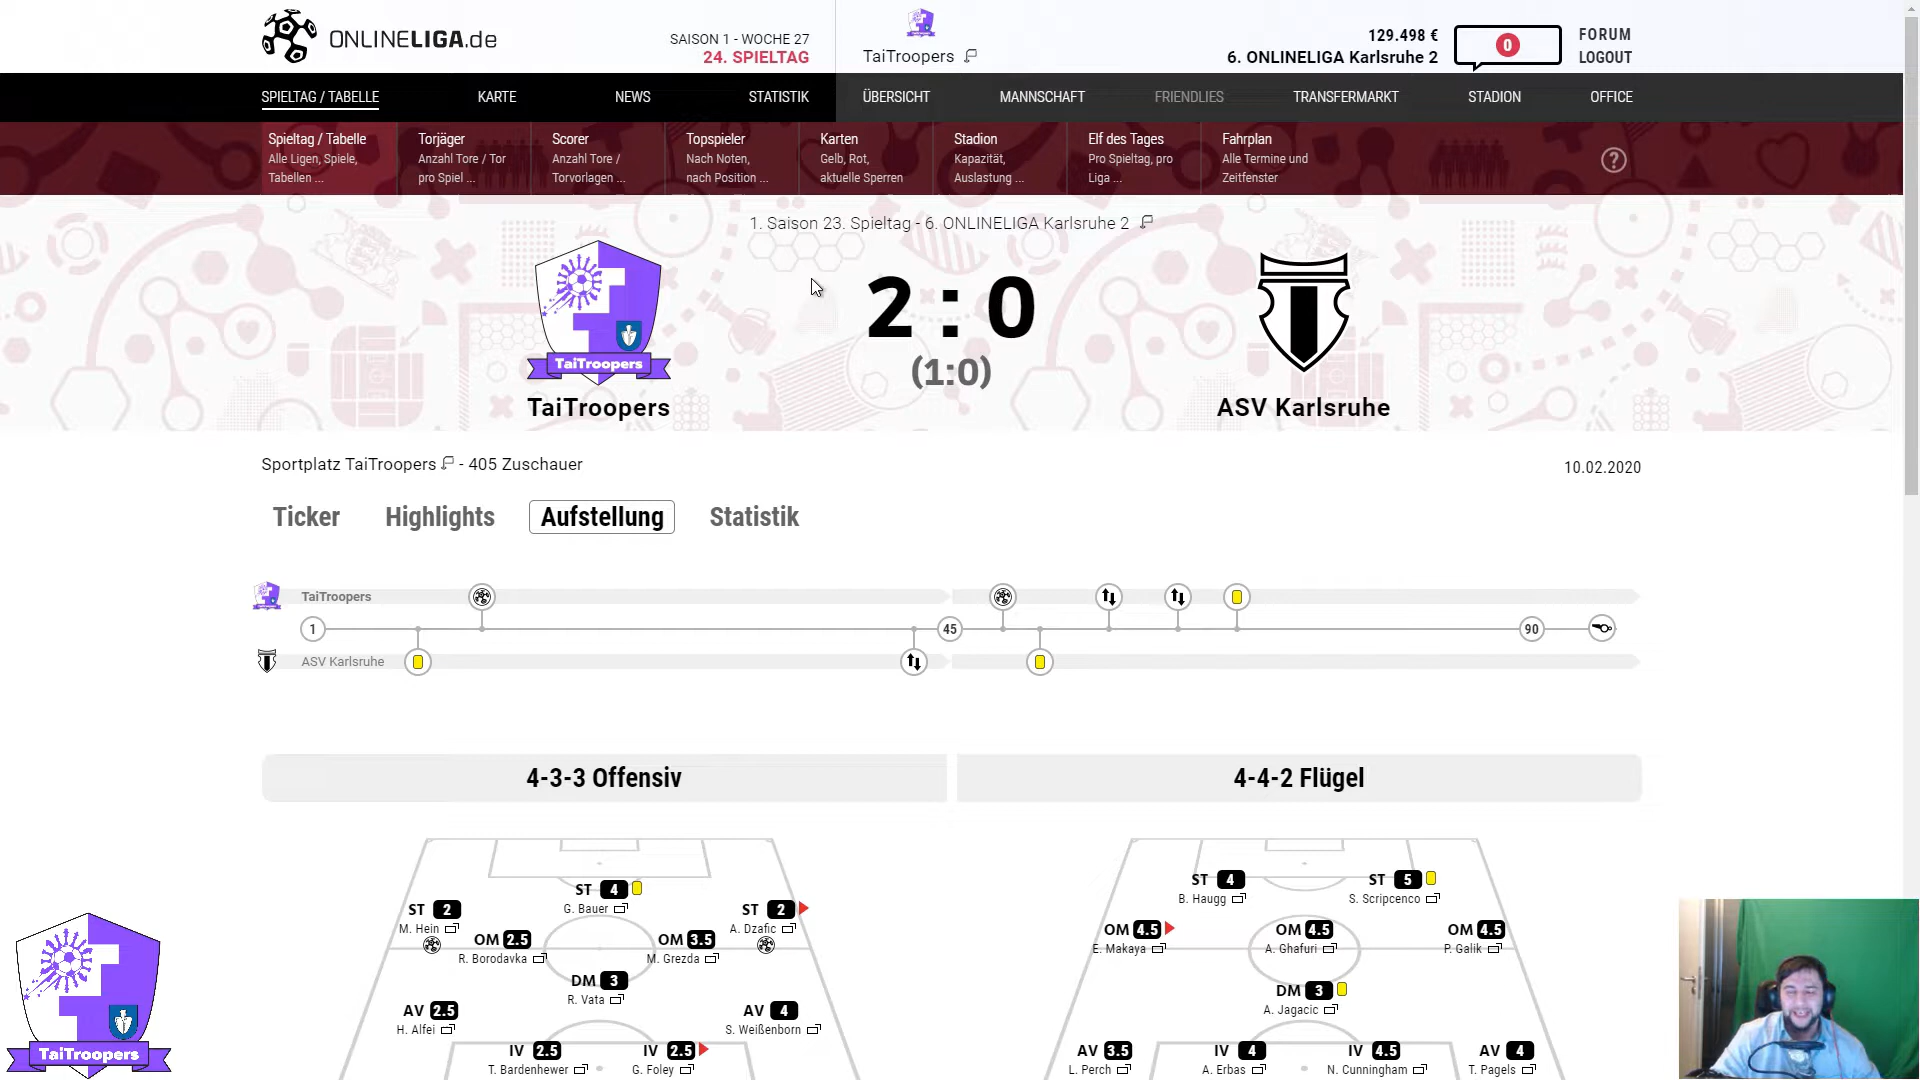 ONLINELIGA.de
SAISON 1 - WOCHE 27
24. SPIELTAG
TaiTroopers
129.498 €
6. ONLINELIGA Karlsruhe 2
0
FORUM
LOGOUT
SPIELTAG / TABELLE
KARTE
NEWS
STATISTIK
ÜBERSICHT
MANNSCHAFT
FRIENDLIES
TRANSFERMARKT
STADION
OFFICE
Spieltag / Tabelle
Alle Ligen, Spiele,
Tabellen ...
Torjäger
Anzahl Tore / Tor
pro Spiel ...
Scorer
Anzahl Tore /
Torvorlagen ...
Topspieler
Nach Noten,
nach Position ...
Karten
Gelb, Rot,
aktuelle Sperren
Stadion
Kapazität,
Auslastung ...
Elf des Tages
Pro Spieltag, pro
Liga ...
Fahrplan
Alle Termine und
Zeitfenster
?
1. Saison 23. Spieltag - 6. ONLINELIGA Karlsruhe 2
TaiTroopers
TaiTroopers
2 : 0
(1:0)
ASV Karlsruhe
Sportplatz TaiTroopers - 405 Zuschauer
10.02.2020
Ticker
Highlights
Aufstellung
Statistik
TaiTroopers
1
45
90
ASV Karlsruhe
4-3-3 Offensiv
4-4-2 Flügel
ST 4
G. Bauer
ST 2
M. Hein
ST 2
A. Dzafic
OM 2.5
R. Borodavka
OM 3.5
M. Grezda
DM 3
R. Vata
AV 2.5
H. Alfei
AV 4
S. Weißenborn
IV 2.5
T. Bardenhewer
IV 2.5
G. Foley
ST 4
B. Haugg
ST 5
S. Scripcenco
OM 4.5
E. Makaya
OM 4.5
A. Ghafuri
OM 4.5
P. Galik
DM 3
A. Jagacic
AV 3.5
L. Perch
IV 4
A. Erbas
IV 4.5
N. Cunningham
AV 4
T. Pagels
TaiTroopers